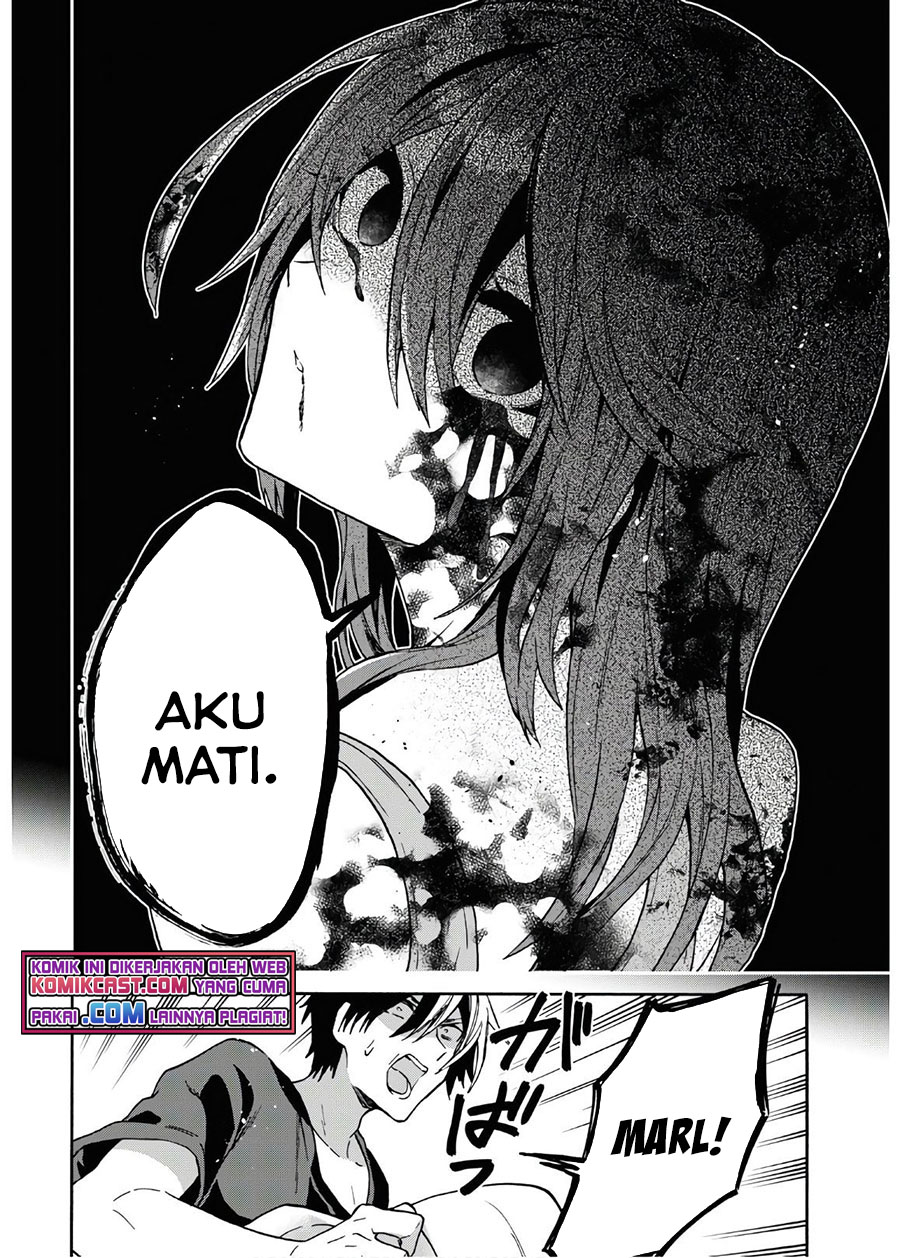 AKU
MATI.
KOMIK INI DIKERJAKAN OLEH WEB
KOMIKCAST.COM YANG CUMA
PAKAI .COM LAINNYA PLAGIAT!
MARL!
ガ
ばっ